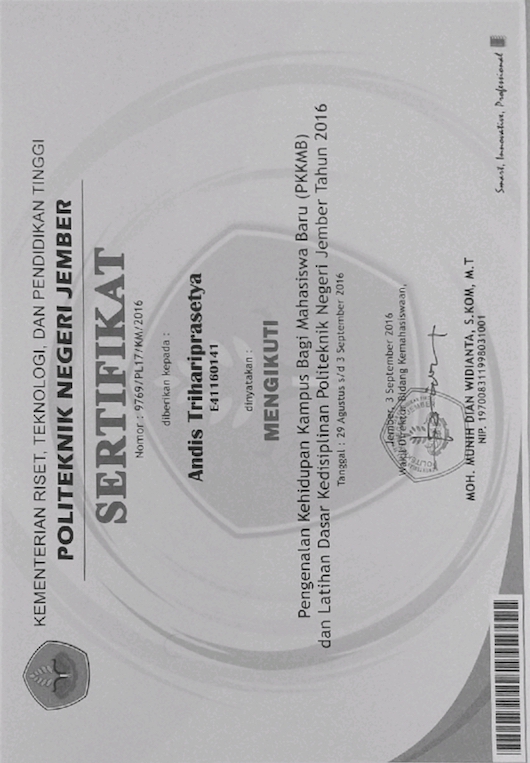 KEMENTERIAN RISET, TEKNOLOGI, DAN PENDIDIKAN TINGGI
POLITEKNIK NEGERI JEMBER
SERTIFIKAT
Nomor : 9769/PL17/KM/2016
diberikan kepada :
Andis Trihariprasetya
E41160141
dinyatakan :
MENGIKUTI
Pengenalan Kehidupan Kampus Bagi Mahasiswa Baru (PKKMB)
dan Latihan Dasar Kedisiplinan Politeknik Negeri Jember Tahun 2016
Tanggal : 29 Agustus s/d 3 September 2016
Jember, 3 September 2016
Wakil Direktur Bidang Kemahasiswaan,
MOH. MUNIH DIAN WIDIANTA, S.KOM, M.T
NIP. 197008311998031001
Smart, Innovative, Professional